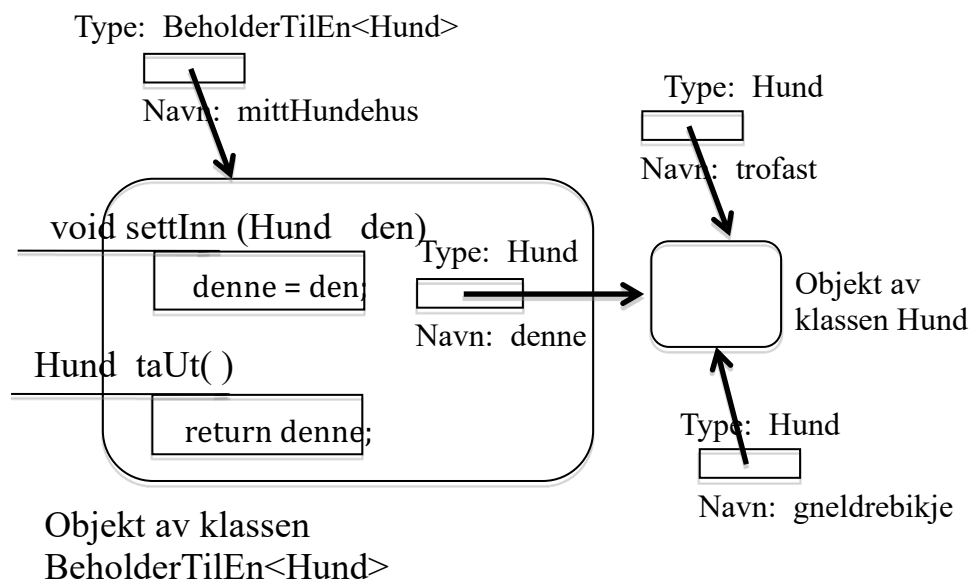 Type: BeholderTilEn<Hund>
Navn: mittHundehus
Type: Hund
Navn: trofast
void settInn (Hund den)
denne = den;
Type: Hund
Navn: denne
Objekt av
klassen Hund
Hund taUt( )
return denne;
Type: Hund
Navn: gneldrebikje
Objekt av klassen
BeholderTilEn<Hund>